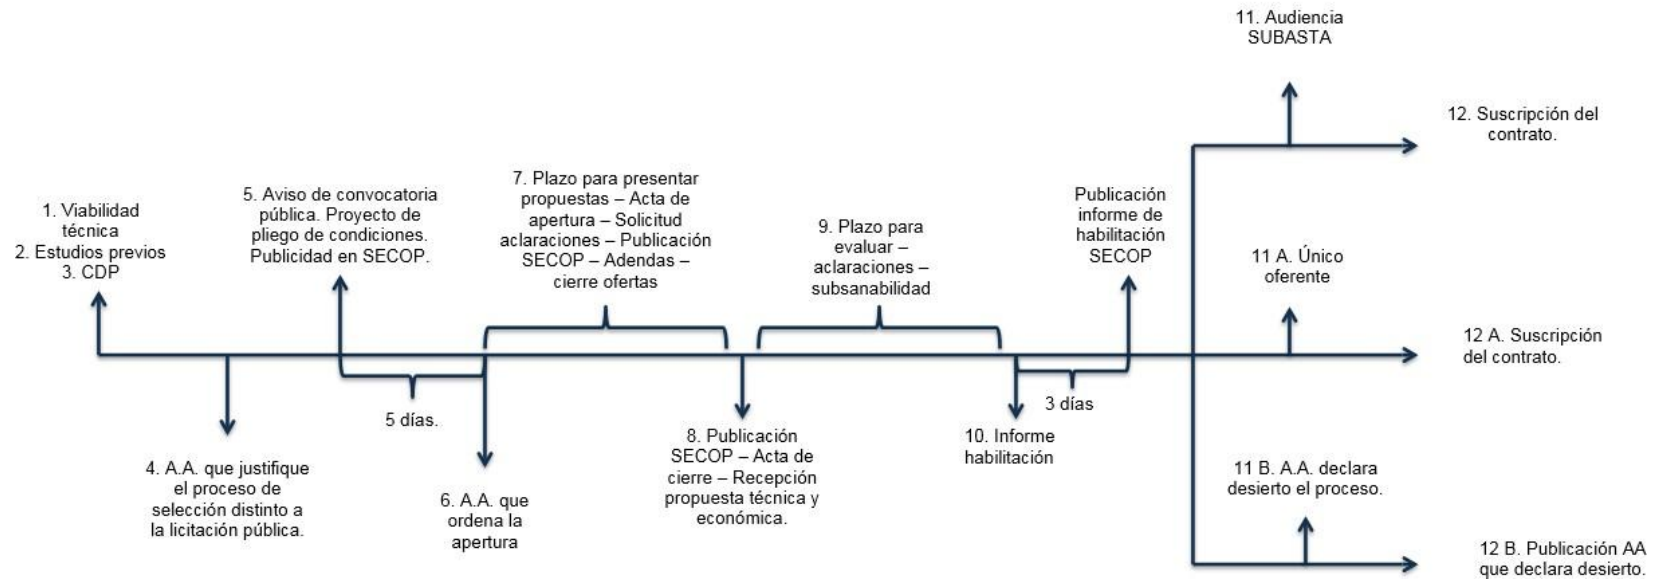 1. Viabilidad
técnica
2. Estudios previos
3. CDP
4. A.A. que justifique
el proceso de
selección distinto a
la licitación pública.
5. Aviso de convocatoria
pública. Proyecto de
pliego de condiciones.
Publicidad en SECOP.
5 días.
6. A.A. que
ordena la
apertura
7. Plazo para presentar
propuestas – Acta de
apertura – Solicitud
aclaraciones – Publicación
SECOP – Adendas –
cierre ofertas
8. Publicación
SECOP – Acta de
cierre – Recepción
propuesta técnica y
económica.
9. Plazo para
evaluar –
aclaraciones –
subsanabilidad
10. Informe
habilitación
3 días
Publicación
informe de
habilitación
SECOP
11. Audiencia
SUBASTA
12. Suscripción del
contrato.
11 A. Único
oferente
12 A. Suscripción
del contrato.
11 B. A.A. declara
desierto el proceso.
12 B. Publicación AA
que declara desierto.